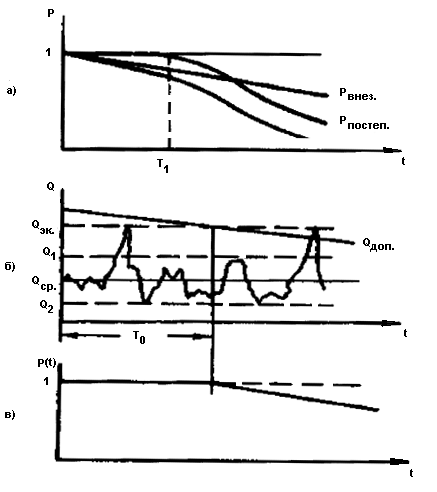 P
1
Pвнез.
а)
Pпостеп.
T1
t
Q
Qэк.
Qдоп.
Q1
б)
Qср.
Q2
t
T0
P(t)
1
в)
t